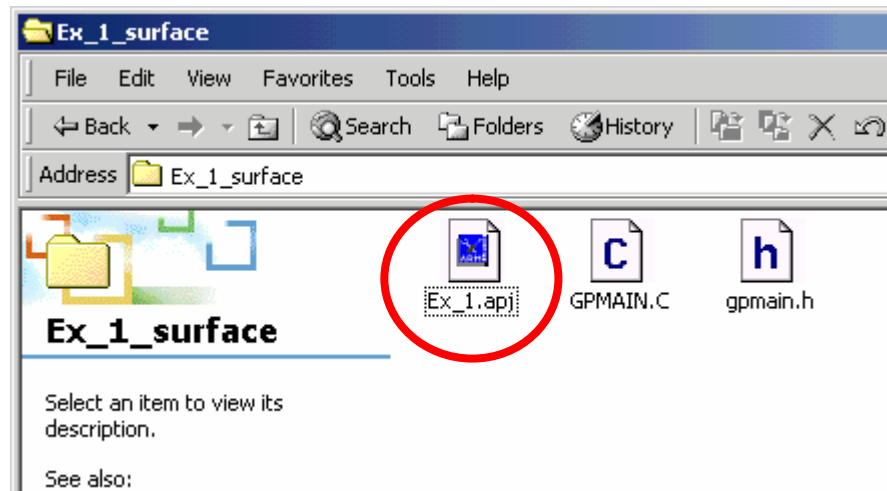 Ex_1_surface
File Edit View Favorites Tools Help
Back Search Folders History
Address Ex_1_surface
C h
Ex_1.apj GPMAIN.C gpmain.h
Ex_1_surface
Select an item to view its
description.
See also: